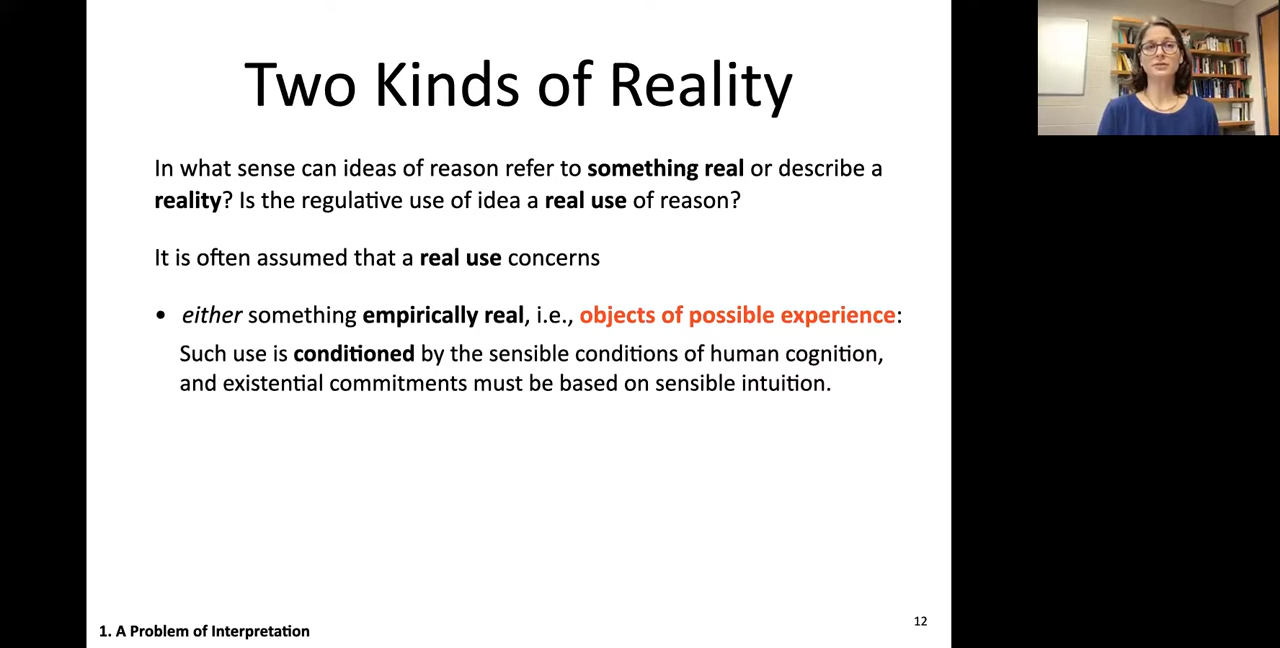 Two Kinds of Reality
In what sense can ideas of reason refer to something real or describe a
reality? Is the regulative use of idea a real use of reason?
It is often assumed that a real use concerns
• either something empirically real, i.e., objects of possible experience:
Such use is conditioned by the sensible conditions of human cognition,
and existential commitments must be based on sensible intuition.
12
1. A Problem of Interpretation